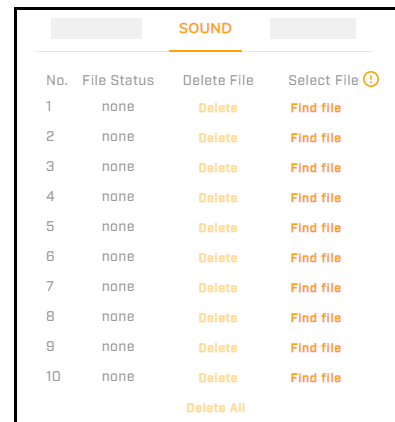 SOUND
No. File Status Delete File Select File
1 none Delete Find file
2 none Delete Find file
3 none Delete Find file
4 none Delete Find file
5 none Delete Find file
6 none Delete Find file
7 none Delete Find file
8 none Delete Find file
9 none Delete Find file
10 none Delete Find file
Delete All